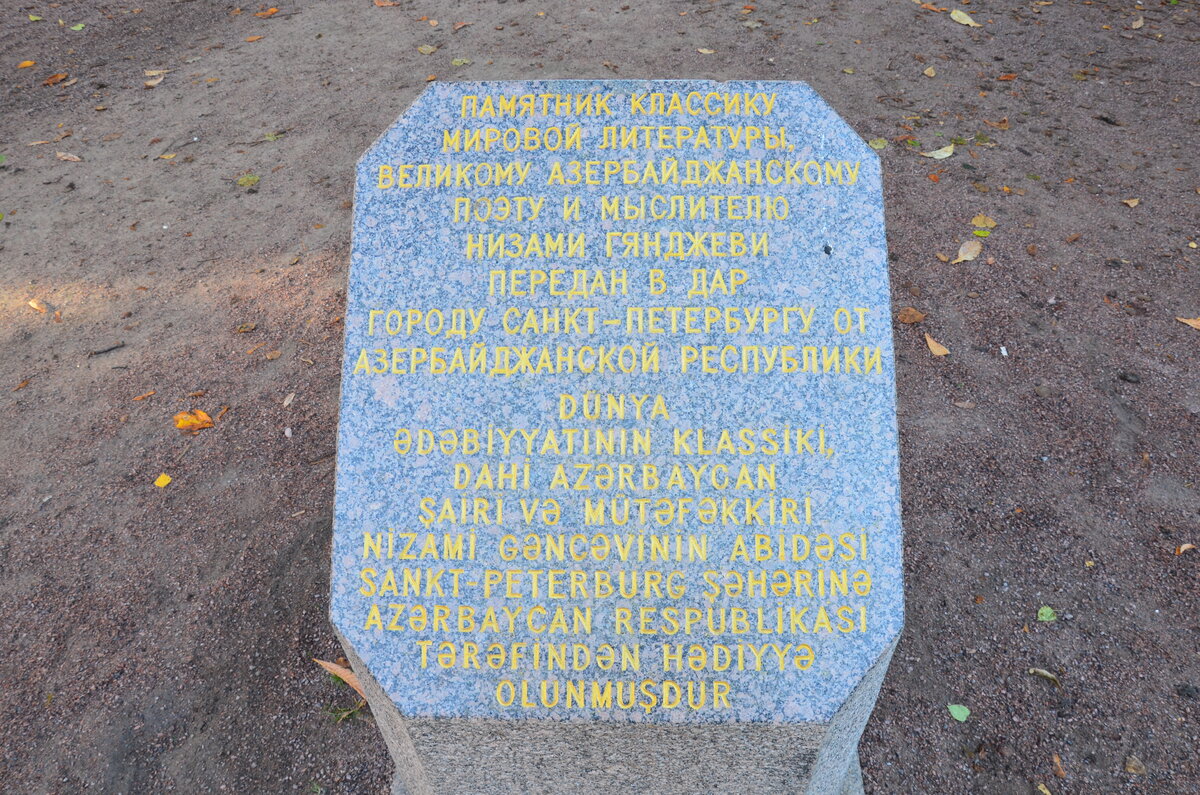 ПАМЯТНИК КЛАССИКУ
МИРОВОЙ ЛИТЕРАТУРЫ,
ВЕЛИКОМУ АЗЕРБАЙДЖАНСКОМУ
ПОЭТУ И МЫСЛИТЕЛЮ
НИЗАМИ ГЯНДЖЕВИ
ПЕРЕДАН В ДАР
ГОРОДУ САНКТ-ПЕТЕРБУРГУ ОТ
АЗЕРБАЙДЖАНСКОЙ РЕСПУБЛИКИ
DÜNYA
ƏDƏBİYYATININ KLASSİKİ,
DAHİ AZƏRBAYCAN
ŞAİRİ VƏ MÜTƏFƏKKİRİ
NİZAMİ GƏNCƏVİNİN ABİDƏSİ
SANKT-PETERBURG ŞƏHƏRİNƏ
AZƏRBAYCAN RESPUBLİKASI
TƏRƏFİNDƏN HƏDİYYƏ
OLUNMUŞDUR